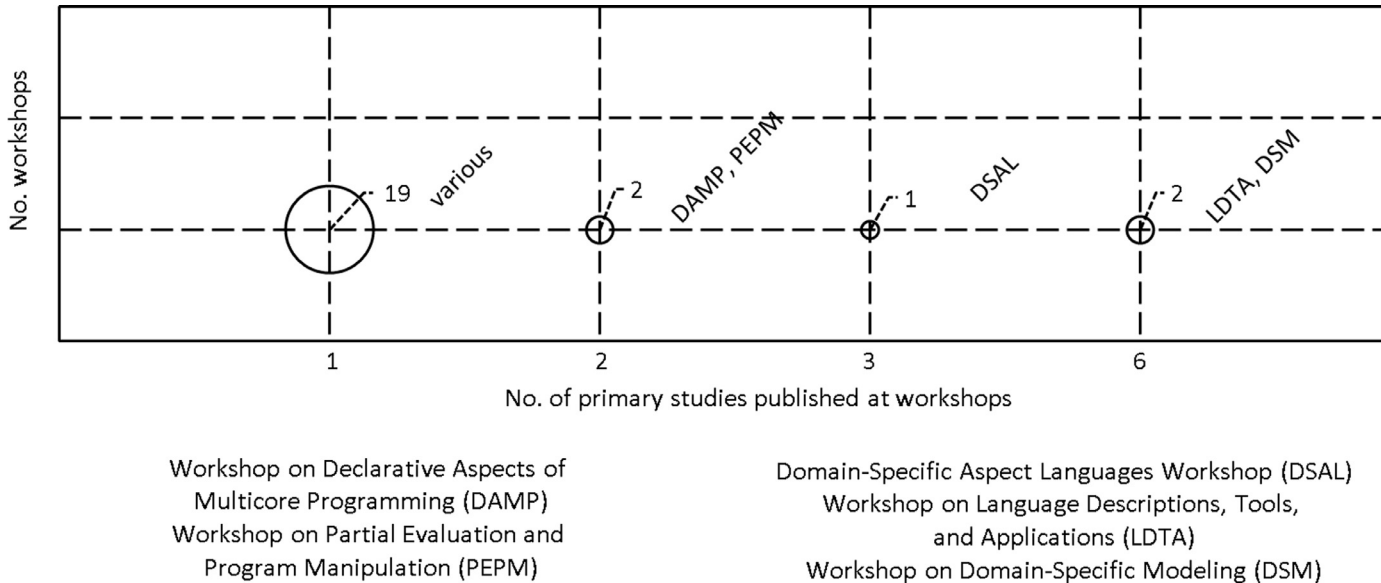 No. workshops
19
various
2
DAMP, PEPM
1
DSAL
2
LDTA, DSM
1
2
3
6
No. of primary studies published at workshops
Workshop on Declarative Aspects of
Multicore Programming (DAMP)
Workshop on Partial Evaluation and
Program Manipulation (PEPM)
Domain-Specific Aspect Languages Workshop (DSAL)
Workshop on Language Descriptions, Tools,
and Applications (LDTA)
Workshop on Domain-Specific Modeling (DSM)